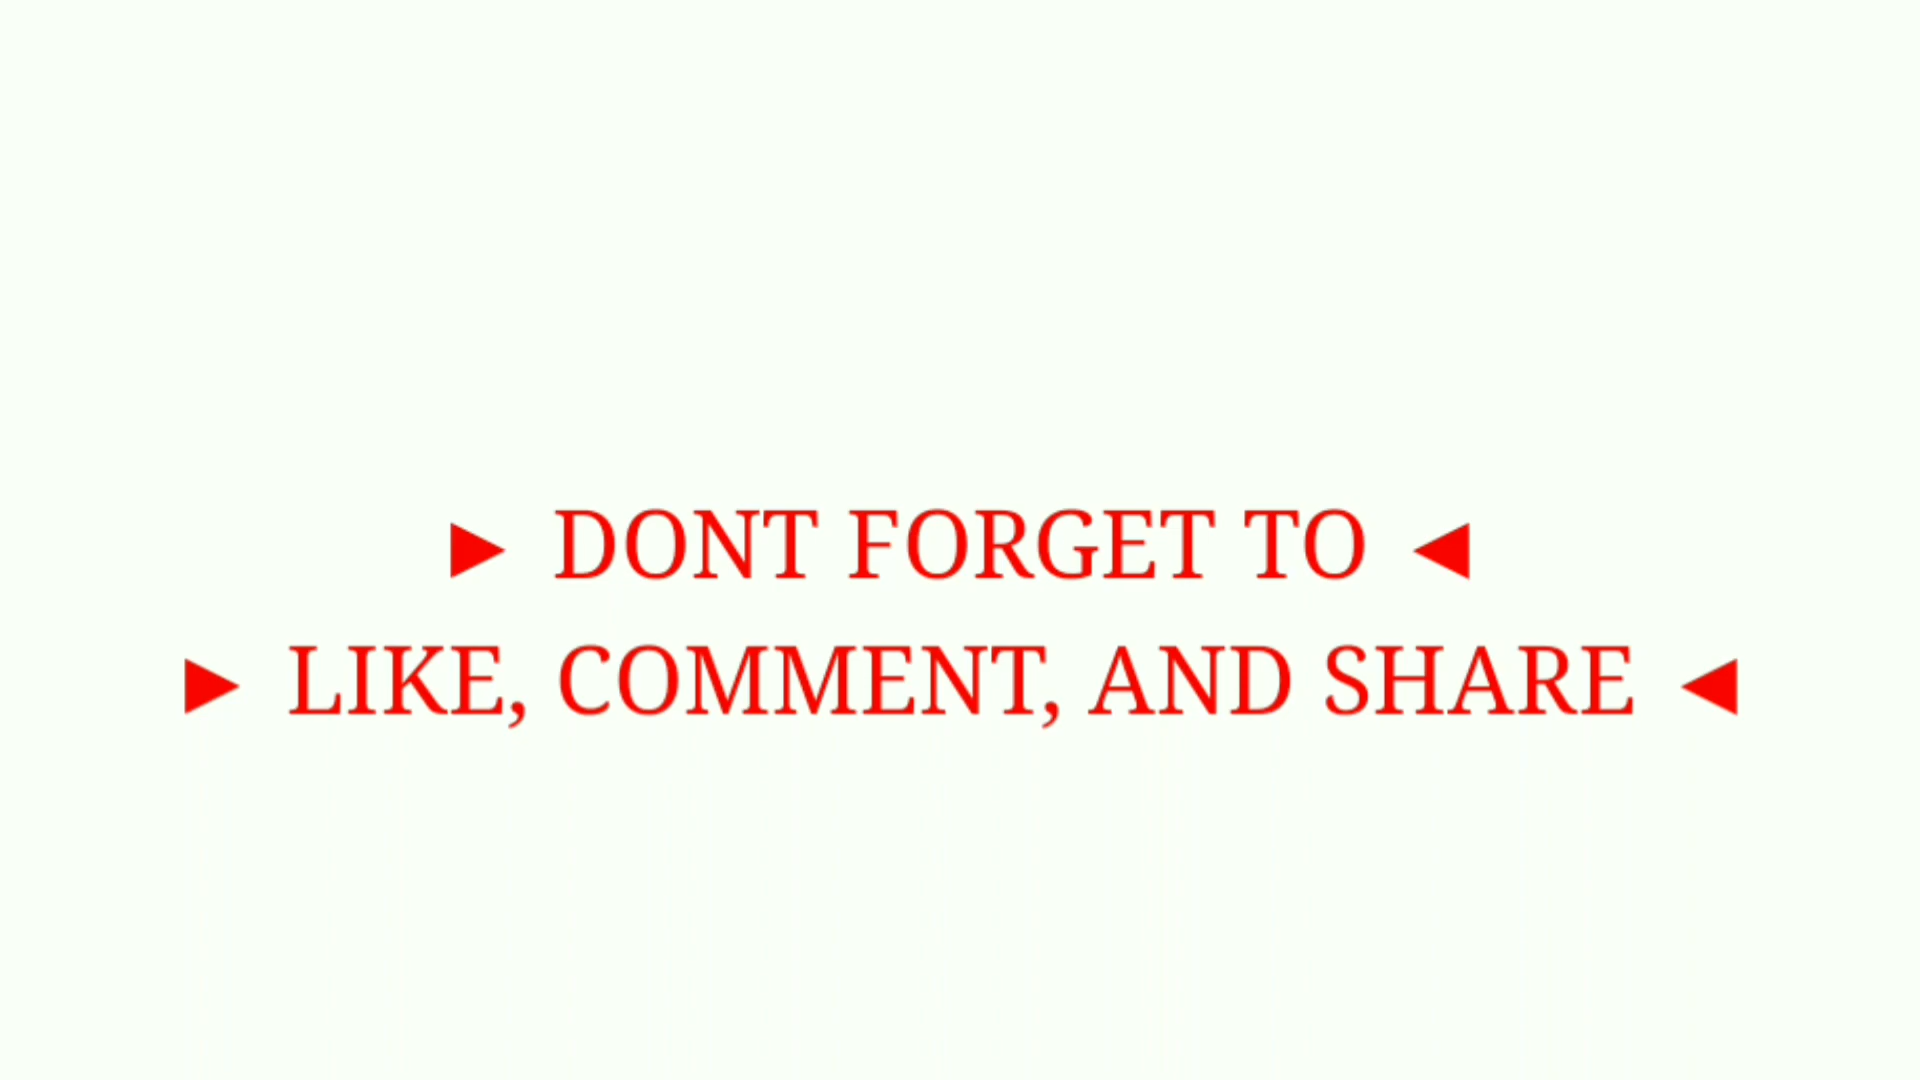 ► DONT FORGET TO ◄
► LIKE, COMMENT, AND SHARE ◄